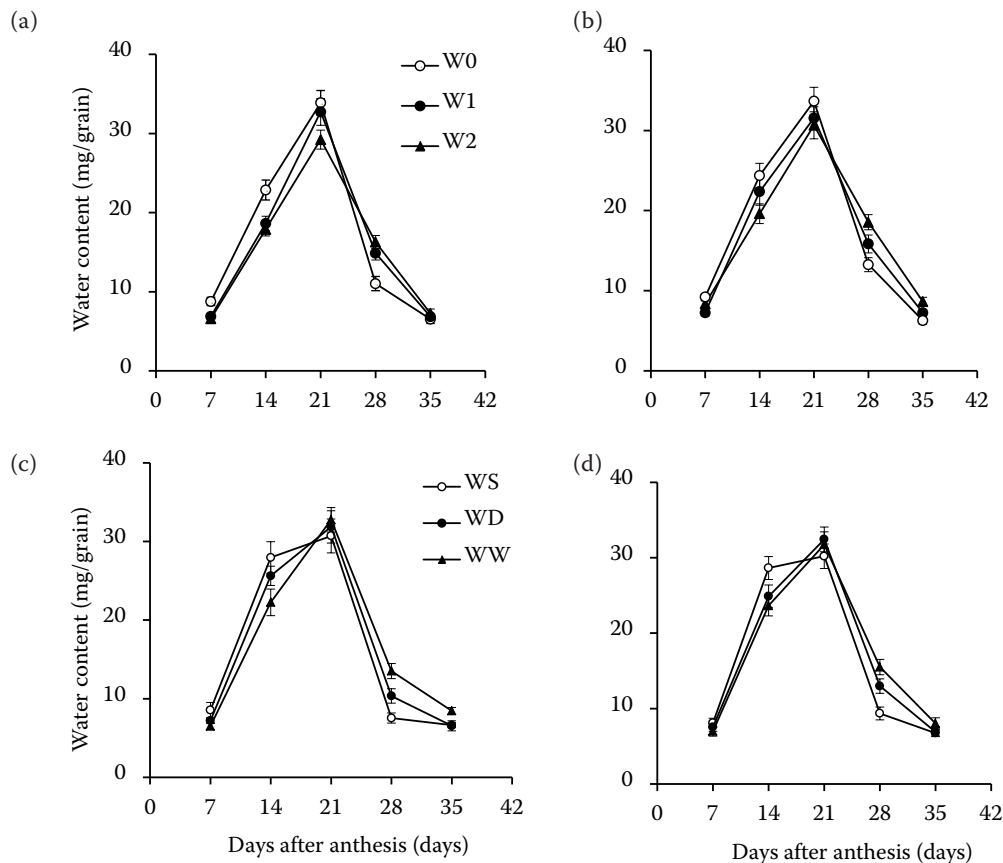 (a)
40
30
20
10
0
Water content (mg/grain)
W0
W1
W2
0 7 14 21 28 35 42
(b)
40
30
20
10
0
0 7 14 21 28 35 42
(c)
40
30
20
10
0
Water content (mg/grain)
WS
WD
WW
0 7 14 21 28 35 42
Days after anthesis (days)
(d)
40
30
20
10
0
0 7 14 21 28 35 42
Days after anthesis (days)